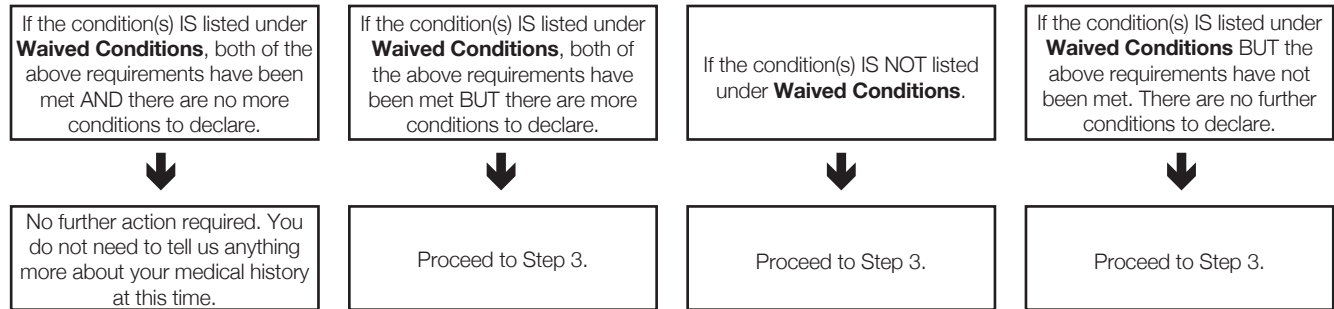 If the condition(s) IS listed under
Waived Conditions, both of the
above requirements have been
met AND there are no more
conditions to declare.
If the condition(s) IS listed under
Waived Conditions, both of
the above requirements have
been met BUT there are more
conditions to declare.
If the condition(s) IS NOT listed
under Waived Conditions.
If the condition(s) IS listed under
Waived Conditions BUT the
above requirements have not
been met. There are no further
conditions to declare.
No further action required. You
do not need to tell us anything
more about your medical history
at this time.
Proceed to Step 3.
Proceed to Step 3.
Proceed to Step 3.